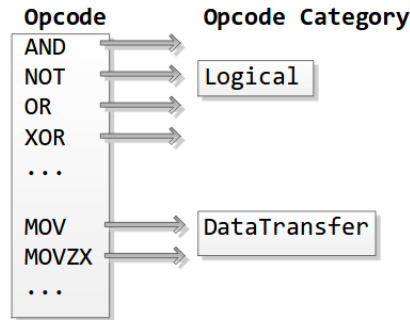 Opcode Opcode Category
AND
NOT Logical
OR
XOR
...
MOV DataTransfer
MOVZX
...